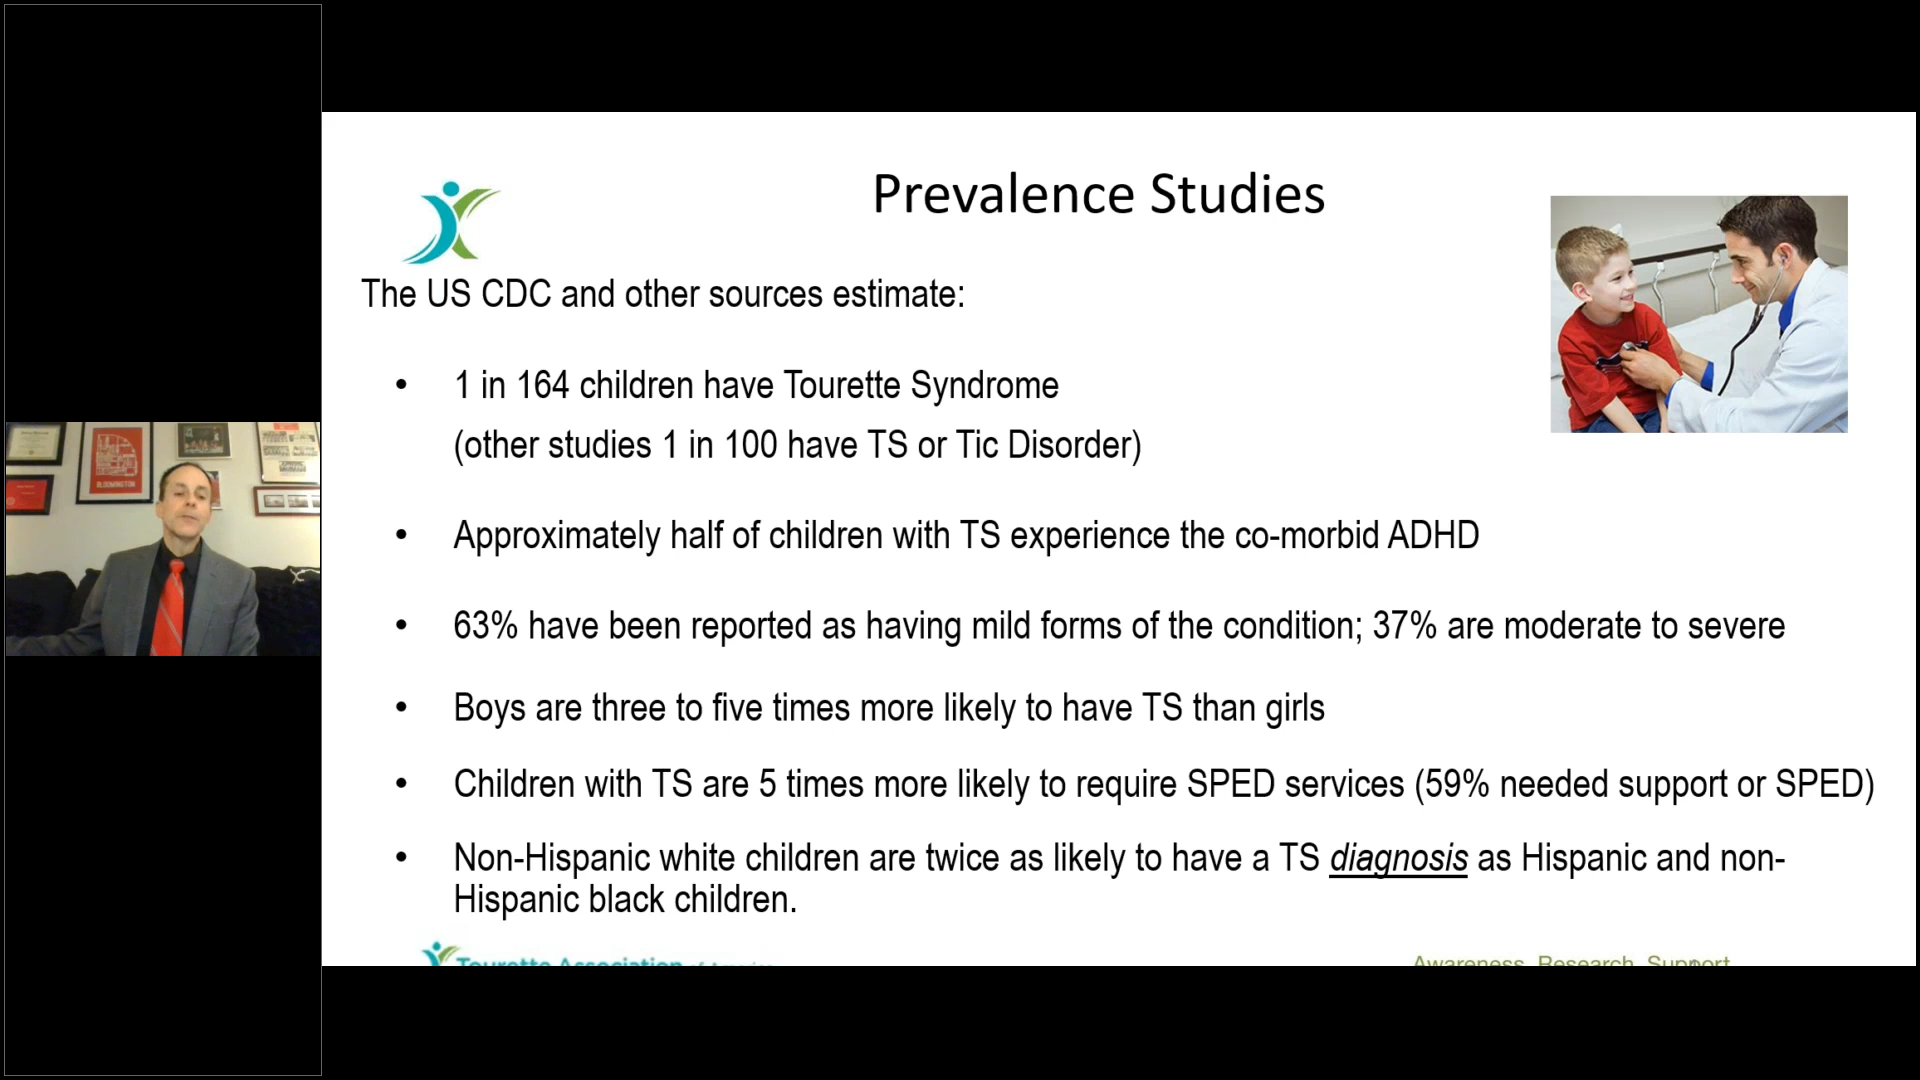 Prevalence Studies
The US CDC and other sources estimate:
• 1 in 164 children have Tourette Syndrome
(other studies 1 in 100 have TS or Tic Disorder)
• Approximately half of children with TS experience the co-morbid ADHD
• 63% have been reported as having mild forms of the condition; 37% are moderate to severe
• Boys are three to five times more likely to have TS than girls
• Children with TS are 5 times more likely to require SPED services (59% needed support or SPED)
• Non-Hispanic white children are twice as likely to have a TS diagnosis as Hispanic and non-
Hispanic black children.
Tourette Association of America
Awareness. Research. Support
BLOOMINGTON